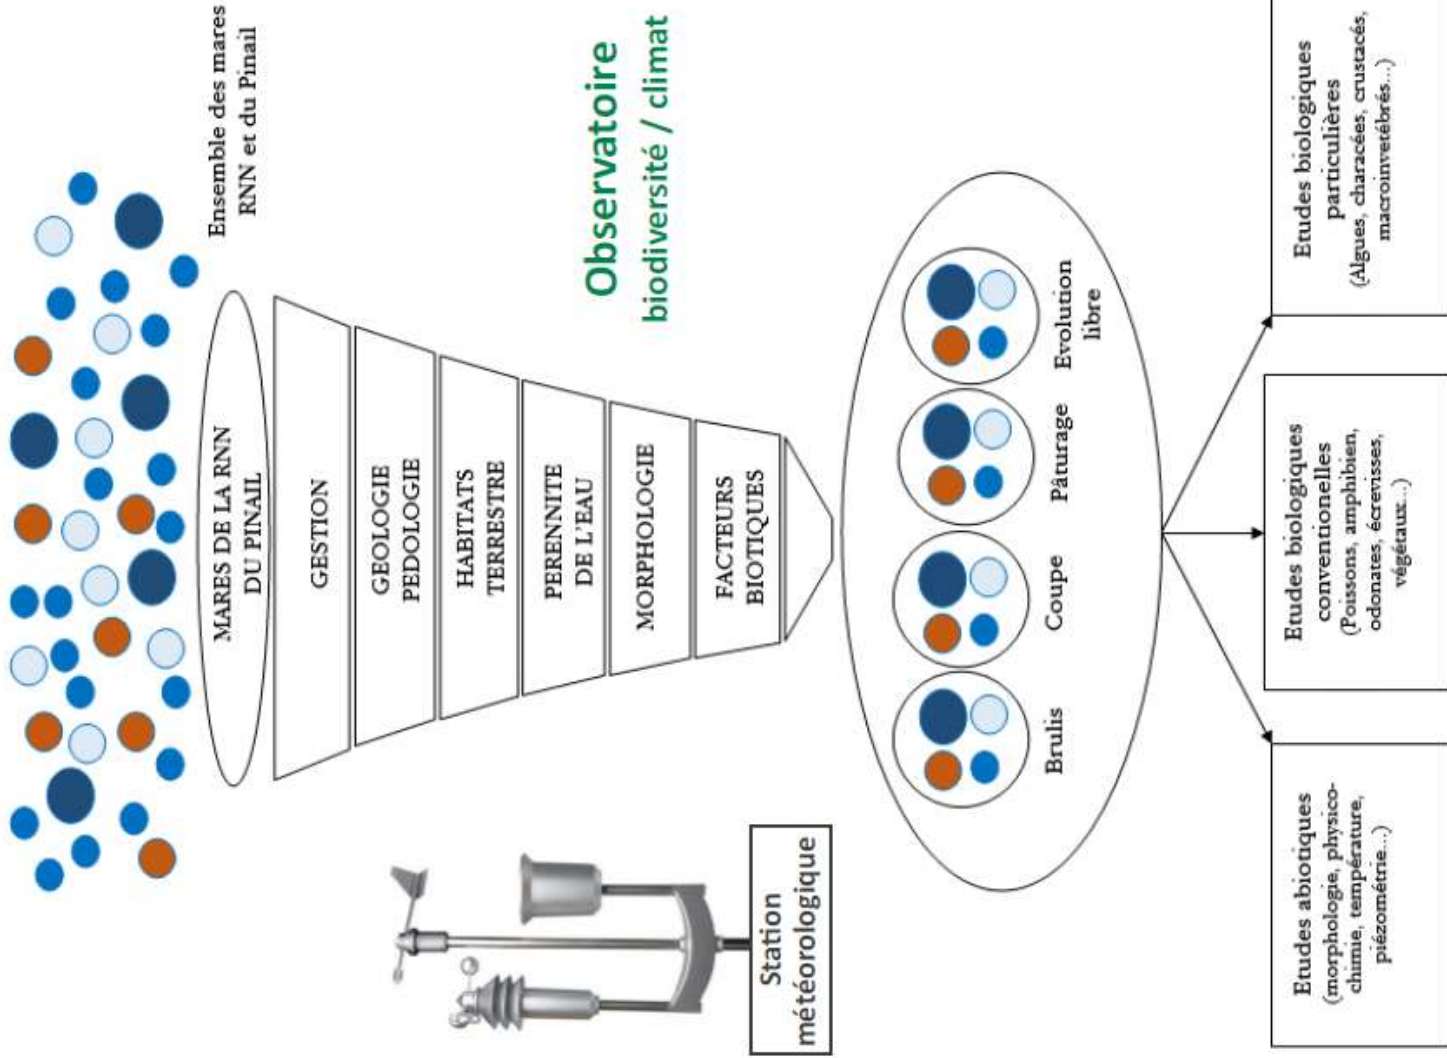 Ensemble des mares
RNN et du Pinail
MARES DE LA RNN
DU PINAIL
GESTION
GEOLOGIE
PEDOLOGIE
HABITATS
TERRESTRE
PERENNITE
DE L'EAU
MORPHOLOGIE
FACTEURS
BIOTIQUES
Observatoire
biodiversité / climat
Station
météorologique
Brulis
Coupe
Pâturage
Evolution
libre
Etudes abiotiques
(morphologie, physico-
chimie, température,
piézométrie...)
Etudes biologiques
conventionelles
(Poissons, amphibien,
odonates, écrevisses,
végétaux...)
Etudes biologiques
particulières
(Algues, characées, crustacés,
macroinvetébrés...)